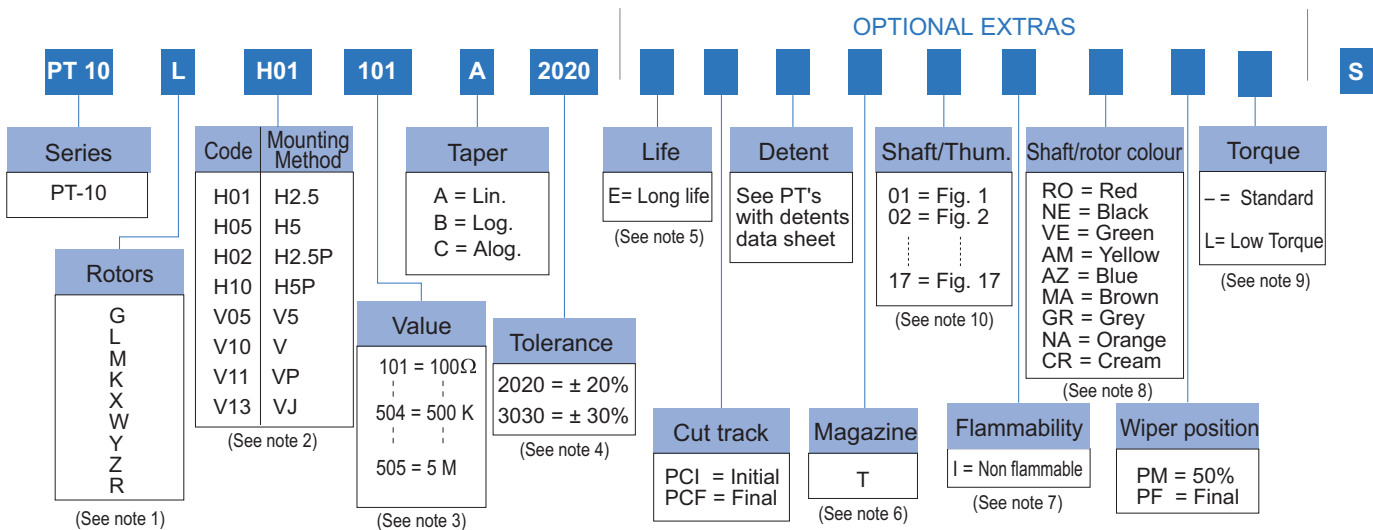 OPTIONAL EXTRAS
PT 10 L H01 101 A 2020 S
Series
PT-10
Rotors
G
L
M
K
X
W
Y
Z
R
(See note 1)
Code Mounting Method
H01 H2.5
H05 H5
H02 H2.5P
H10 H5P
V05 V5
V10 V
V11 VP
V13 VJ
(See note 2)
Value
101 = 100Ω
504 = 500 K
505 = 5 M
(See note 3)
Taper
A = Lin.
B = Log.
C = Alog.
Tolerance
2020 = ± 20%
3030 = ± 30%
(See note 4)
Life
E= Long life
(See note 5)
Cut track
PCI = Initial
PCF = Final
Detent
See PT's
with detents
data sheet
Magazine
T
(See note 6)
Shaft/Thum.
01 = Fig. 1
02 = Fig. 2
17 = Fig. 17
(See note 10)
Flammability
I = Non flammable
(See note 7)
Shaft/rotor colour
RO = Red
NE = Black
VE = Green
AM = Yellow
AZ = Blue
MA = Brown
GR = Grey
NA = Orange
CR = Cream
(See note 8)
Wiper position
PM = 50%
PF = Final
Torque
– = Standard
L= Low Torque
(See note 9)